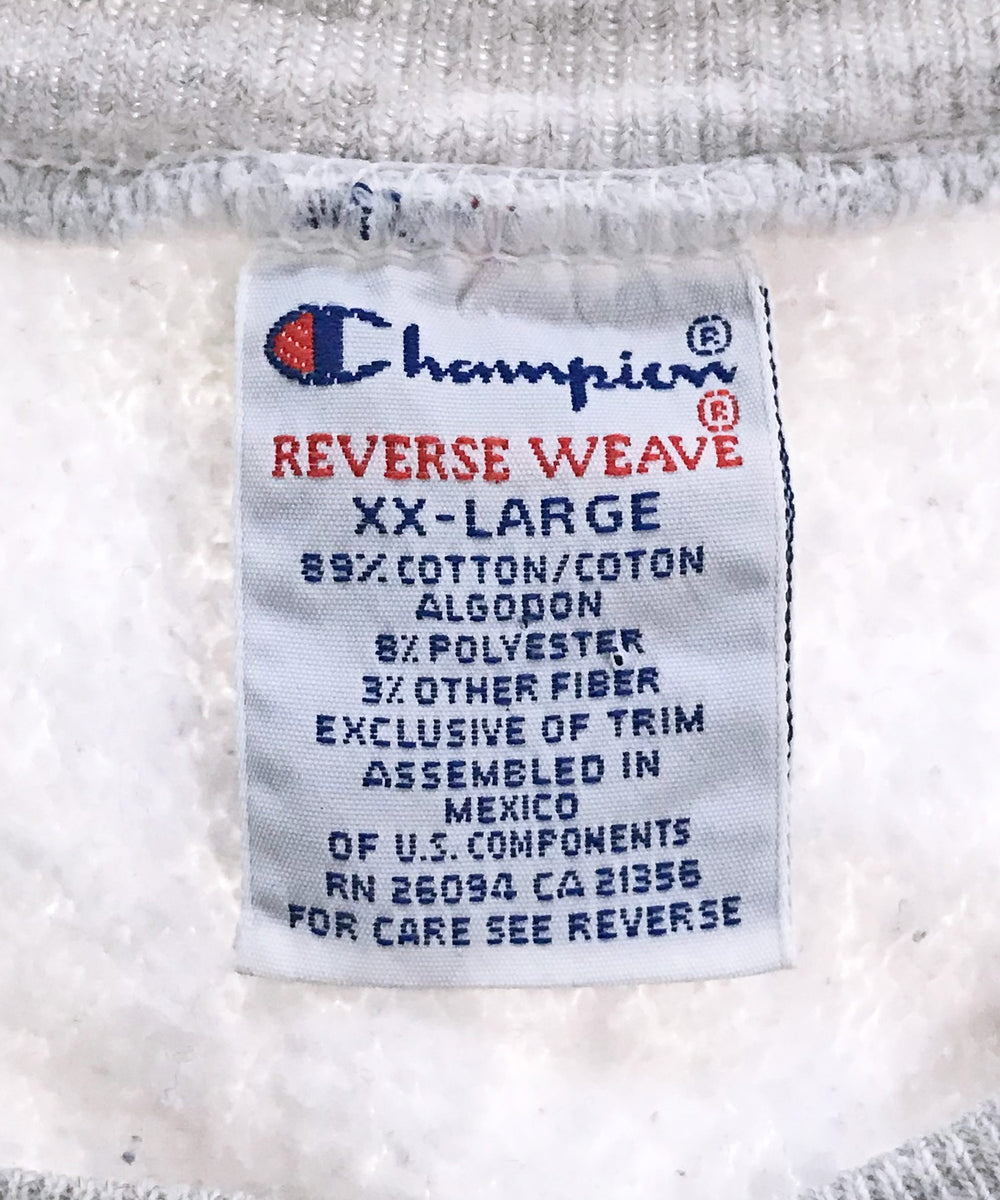 Champion®
®
REVERSE WEAVE
XX-LARGE
89% COTTON/COTON
ALGODON
8% POLYESTER
3% OTHER FIBER
EXCLUSIVE OF TRIM
ASSEMBLED IN
MEXICO
OF U.S. COMPONENTS
RN 26094 CA 21356
FOR CARE SEE REVERSE